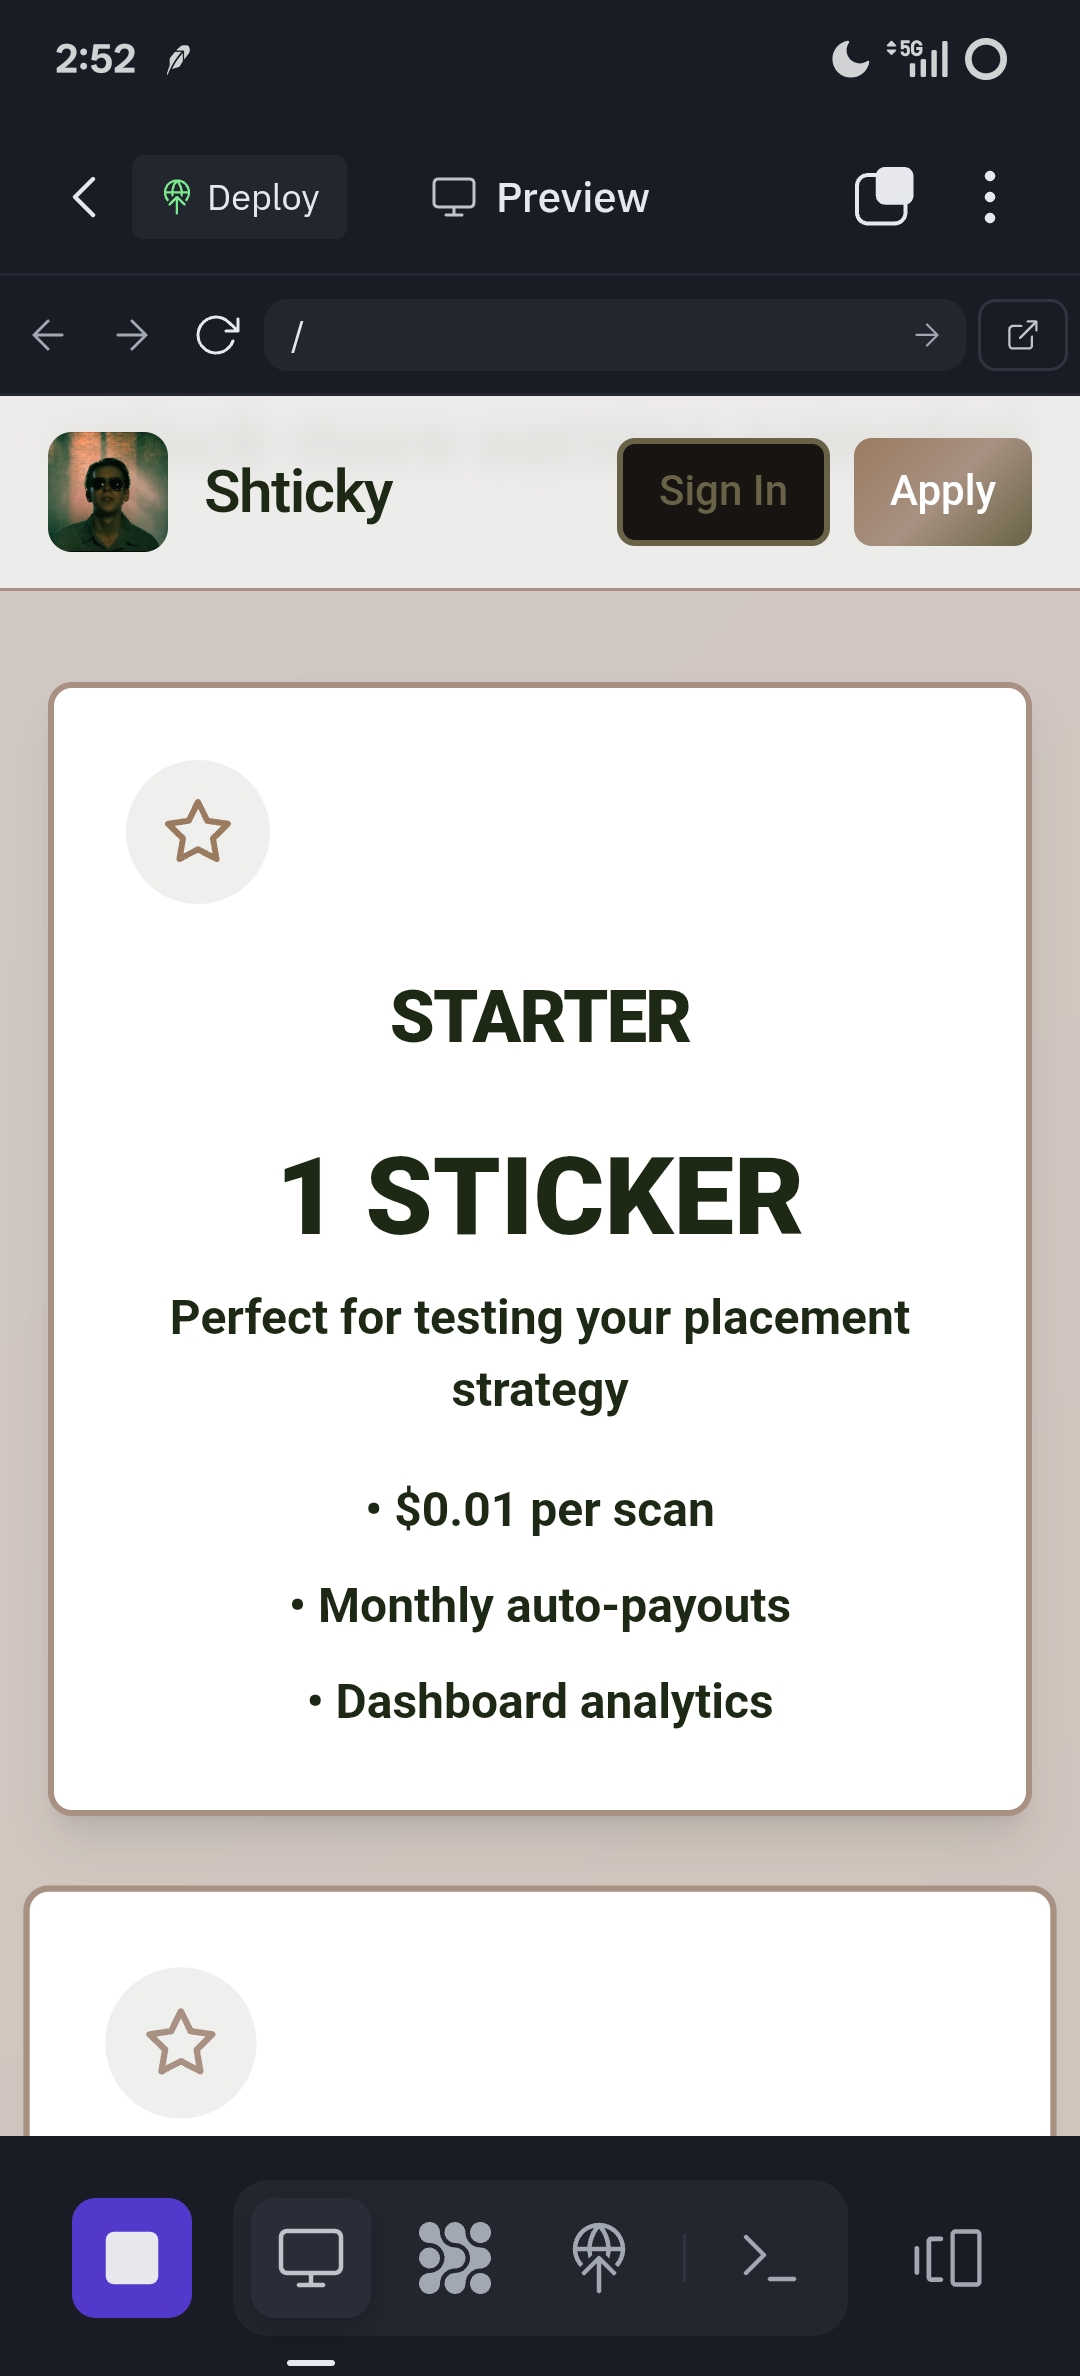 2:52
5G
Deploy
Preview
/
Shticky
Sign In
Apply
STARTER
1 STICKER
Perfect for testing your placement
strategy
• $0.01 per scan
• Monthly auto-payouts
• Dashboard analytics